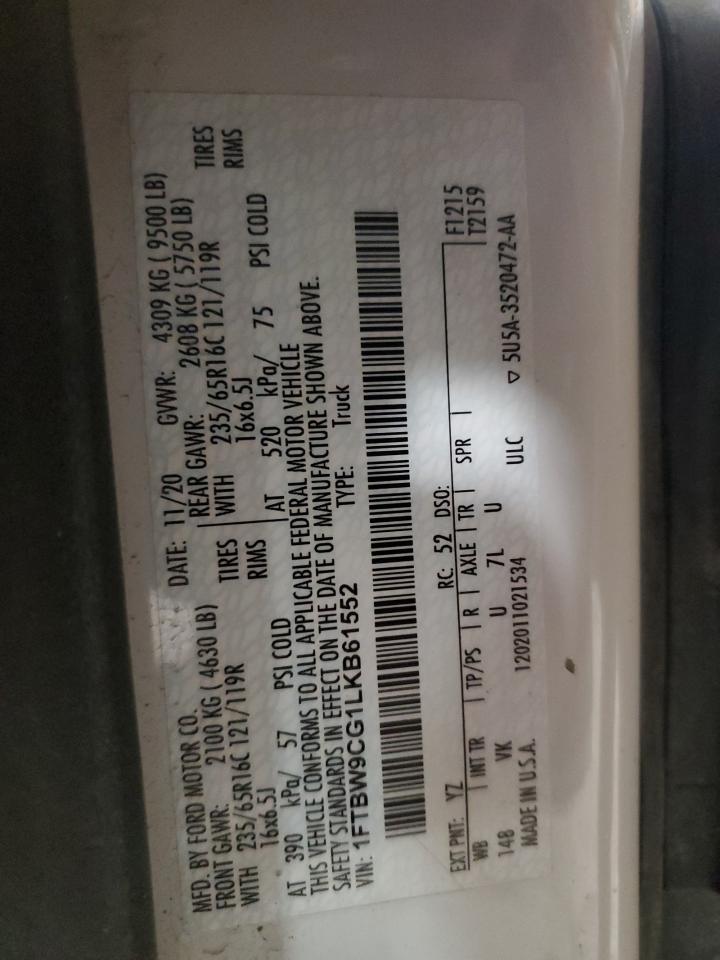 MFD. BY FORD MOTOR CO. DATE: 11/20 GVWR: 4309 KG ( 9500 LB)
FRONT GAWR: 2100 KG ( 4630 LB) REAR GAWR: 2608 KG ( 5750 LB)
WITH 235/65R16C 121/119R TIRES WITH 235/65R16C 121/119R TIRES
16x6.5J RIMS 16x6.5J RIMS
AT 390 kPa/ 57 PSI COLD AT 520 kPa/ 75 PSI COLD
THIS VEHICLE CONFORMS TO ALL APPLICABLE FEDERAL MOTOR VEHICLE
SAFETY STANDARDS IN EFFECT ON THE DATE OF MANUFACTURE SHOWN ABOVE.
VIN: 1FTBW9CG1LKB61552 TYPE: Truck
EXT PNT: YZ RC: 52 DSO: F1215
WB INT TR TP/PS R AXLE TR SPR T2159
148 VK U 7L U
MADE IN U.S.A. 1202011021534 ULC ▽ 5U5A-3520472-AA